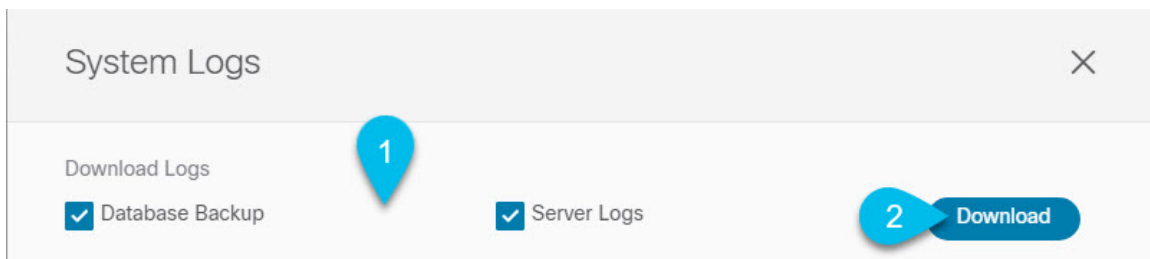 System Logs
1
Download Logs
Database Backup
Server Logs
2
Download